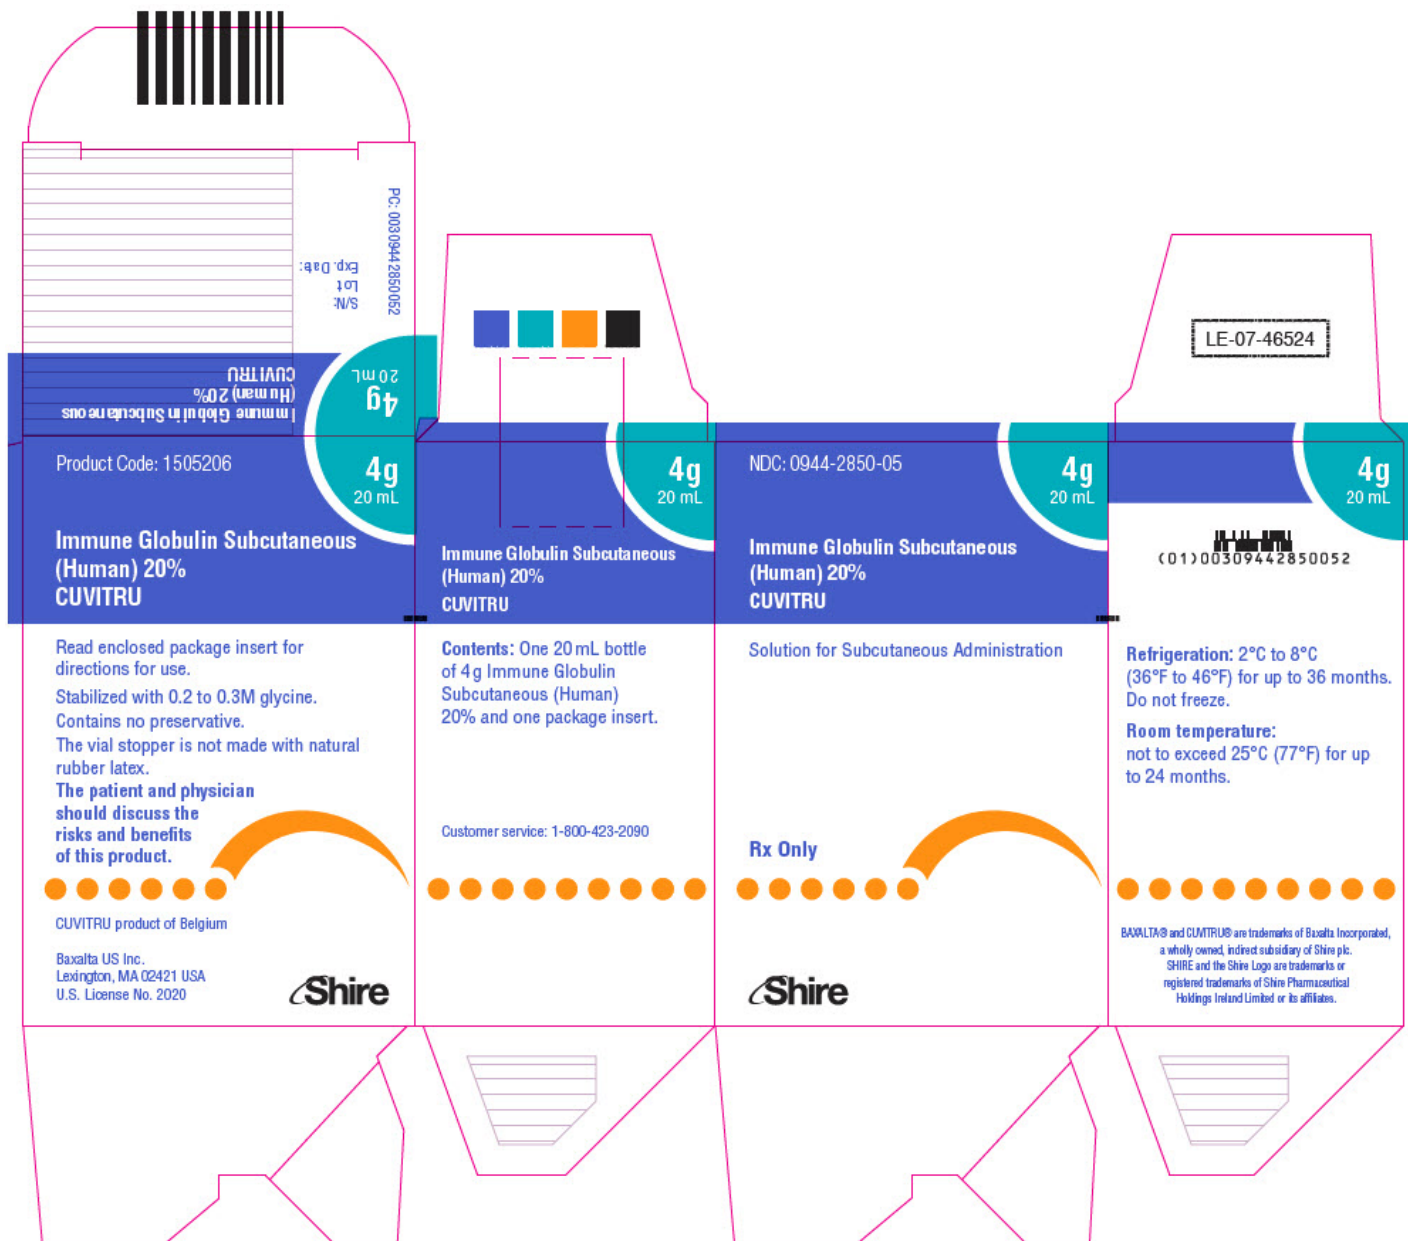 PC: 00309442850052
S/N:
Lot
Exp. Date:
Immune Globulin Subcutaneous
(Human) 20%
CUVITRU
4g
20 mL
Product Code: 1505206
4g
20 mL
Immune Globulin Subcutaneous
(Human) 20%
CUVITRU
Read enclosed package insert for
directions for use.
Stabilized with 0.2 to 0.3M glycine.
Contains no preservative.
The vial stopper is not made with natural
rubber latex.
The patient and physician
should discuss the
risks and benefits
of this product.
CUVITRU product of Belgium
Baxalta US Inc.
Lexington, MA 02421 USA
U.S. License No. 2020
Shire
4g
20 mL
Immune Globulin Subcutaneous
(Human) 20%
CUVITRU
Contents: One 20 mL bottle
of 4 g Immune Globulin
Subcutaneous (Human)
20% and one package insert.
Customer service: 1-800-423-2090
NDC: 0944-2850-05
4g
20 mL
Immune Globulin Subcutaneous
(Human) 20%
CUVITRU
Solution for Subcutaneous Administration
Rx Only
Shire
LE-07-46524
4g
20 mL
(01)00309442850052
Refrigeration: 2°C to 8°C
(36°F to 46°F) for up to 36 months.
Do not freeze.
Room temperature:
not to exceed 25°C (77°F) for up
to 24 months.
BAXALTA® and CUVITRU® are trademarks of Baxalta Incorporated,
a wholly owned, indirect subsidiary of Shire plc.
SHIRE and the Shire Logo are trademarks or
registered trademarks of Shire Pharmaceutical
Holdings Ireland Limited or its affiliates.